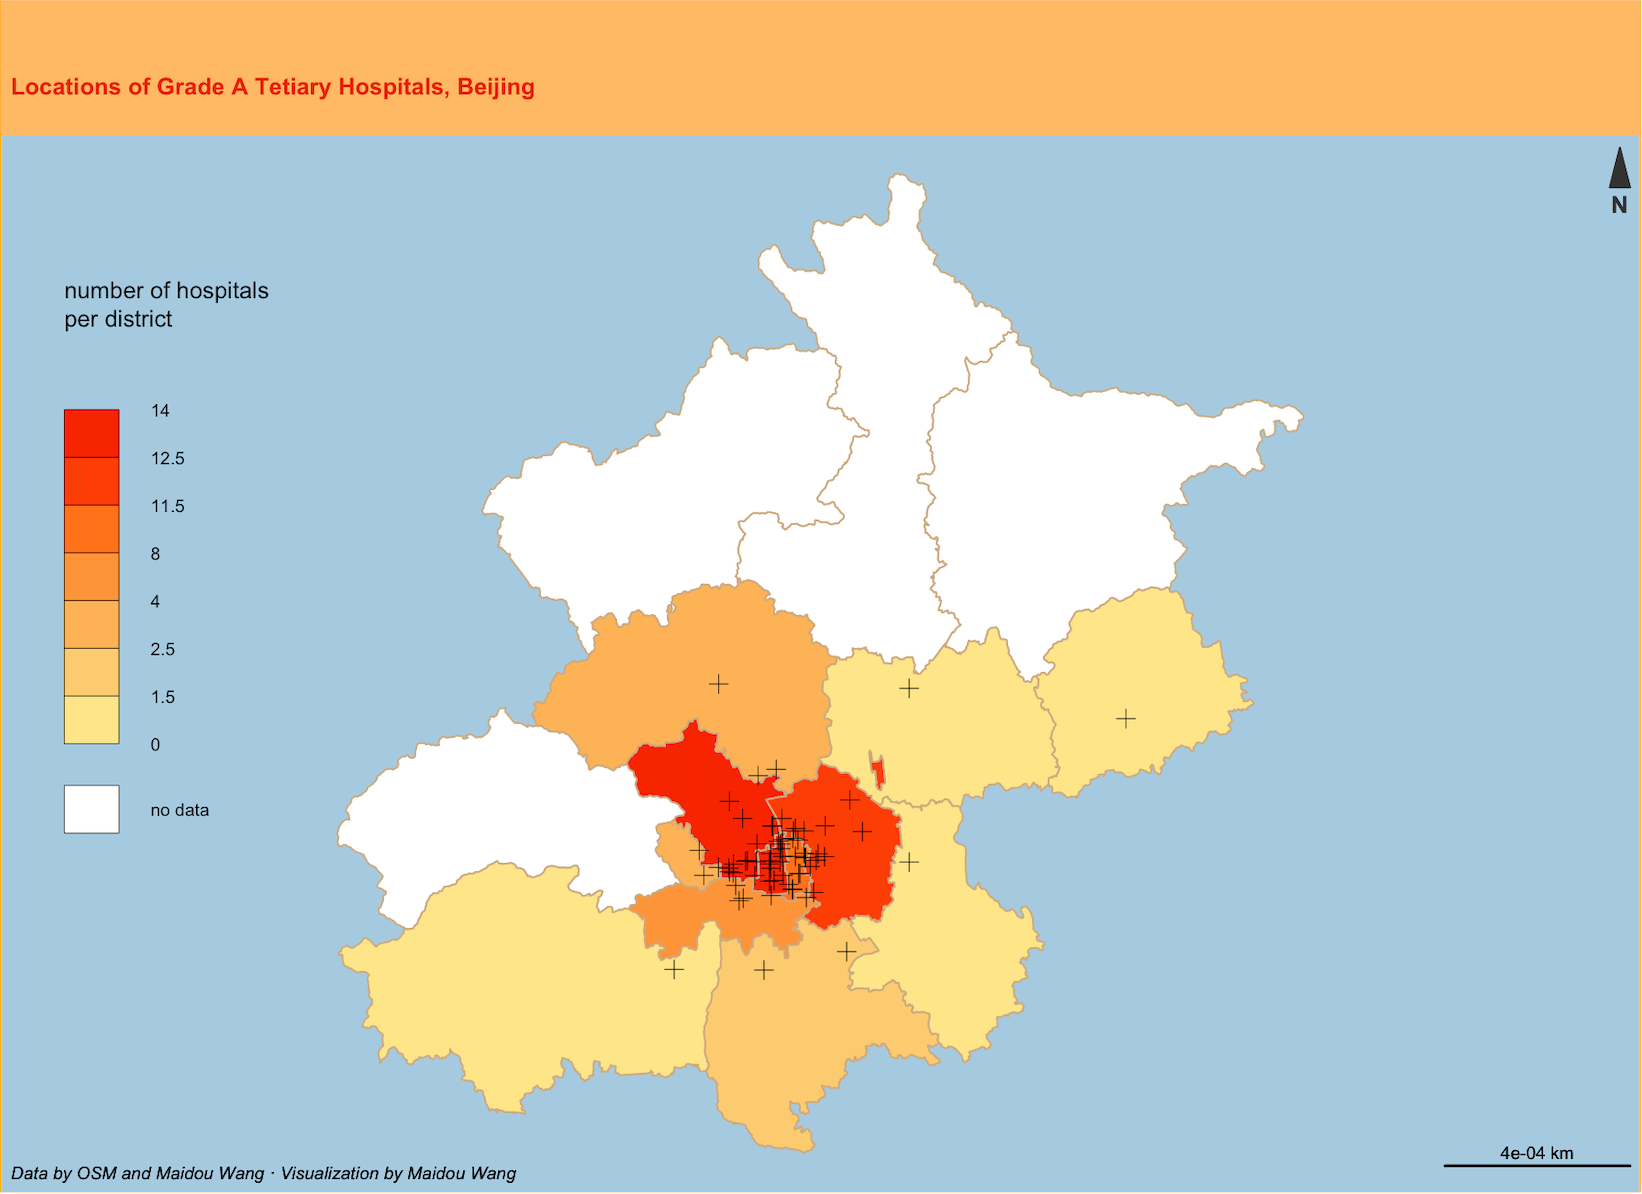 Locations of Grade A Tetiary Hospitals, Beijing
N
number of hospitals
per district
14
12.5
11.5
8
4
2.5
1.5
0
no data
4e-04 km
Data by OSM and Maidou Wang · Visualization by Maidou Wang